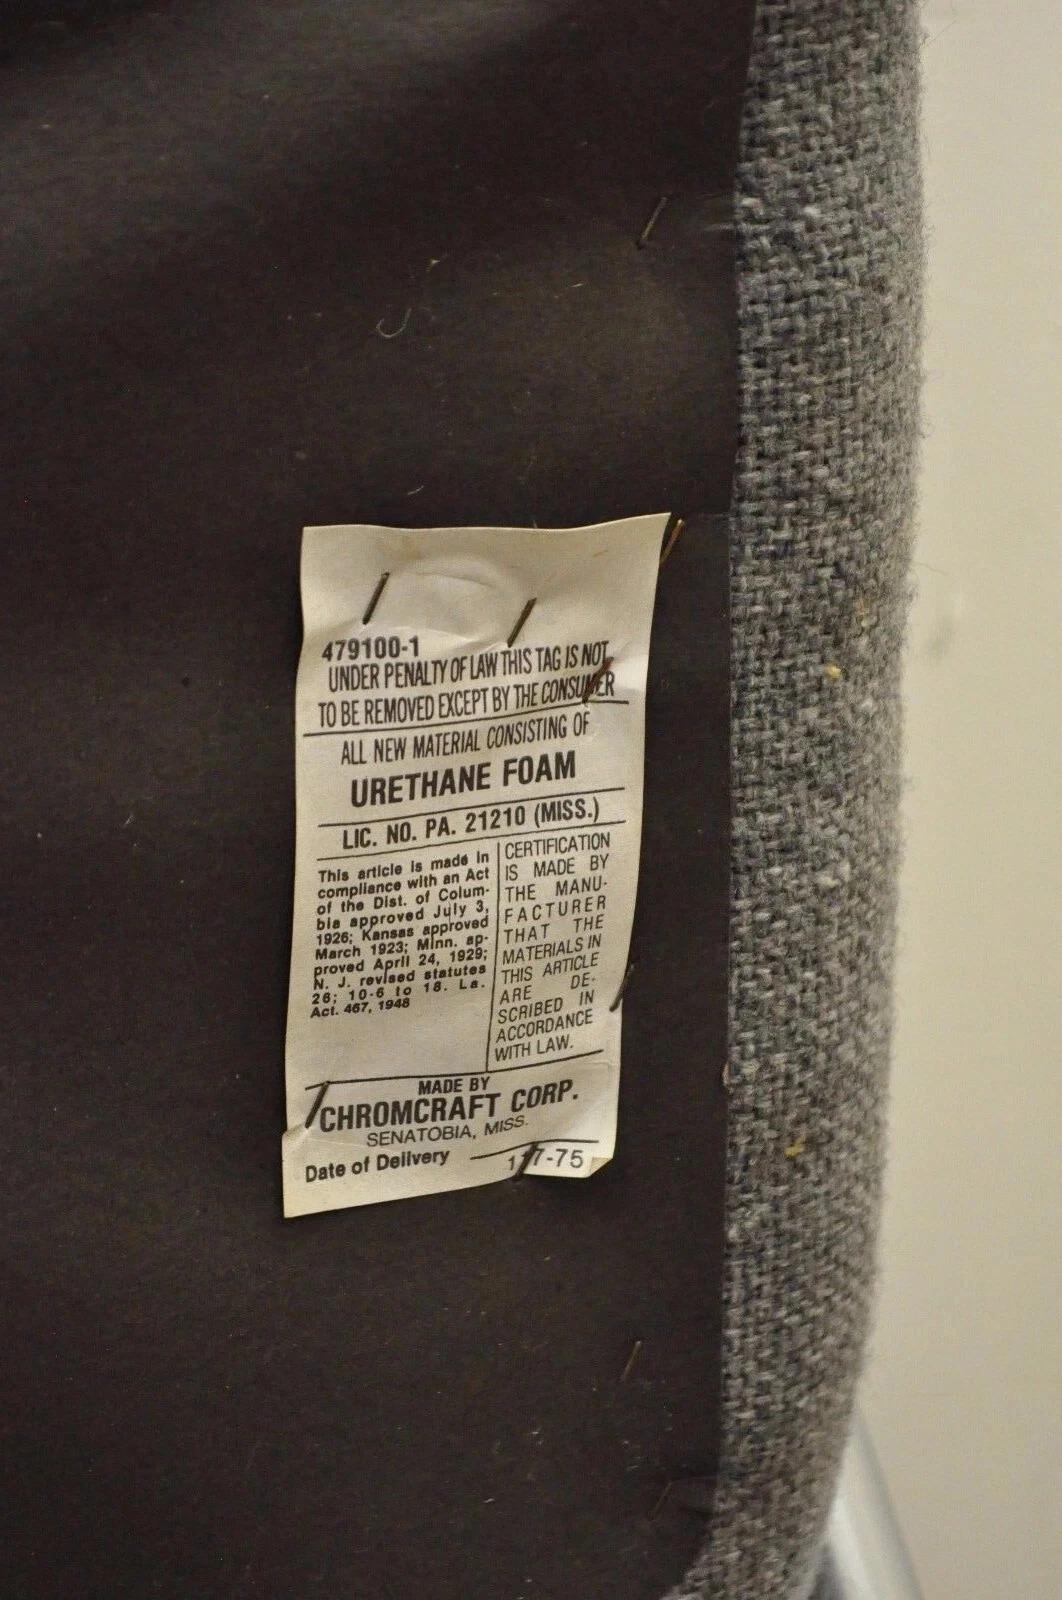 479100-1
UNDER PENALTY OF LAW THIS TAG IS NOT
TO BE REMOVED EXCEPT BY THE CONSUMER
ALL NEW MATERIAL CONSISTING OF
URETHANE FOAM
LIC. NO. PA. 21210 (MISS.)
This article is made in
compliance with an Act
of the Dist. of Colum-
bia approved July 3,
1926; Kansas approved
March 1923; Minn. ap-
proved April 24, 1929;
N. J. revised statutes
26; 10-6 to 18. La.
Act. 467, 1948
CERTIFICATION
IS MADE BY
THE MANU-
FACTURER
THAT THE
MATERIALS IN
THIS ARTICLE
ARE DE-
SCRIBED IN
ACCORDANCE
WITH LAW.
MADE BY
CHROMCRAFT CORP.
SENATOBIA, MISS.
Date of Delivery